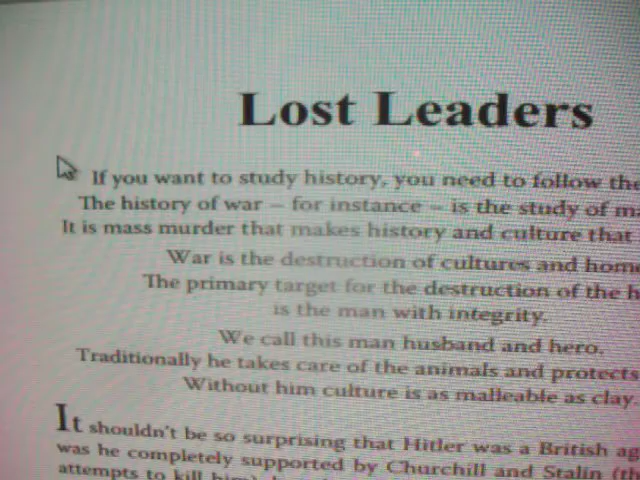 Lost Leaders
If you want to study history, you need to follow the
The history of war – for instance – is the study of
It is mass murder that makes history and culture that
War is the destruction of cultures and
The primary target for the destruction of the
is the man with integrity.
We call this man husband and hero.
Traditionally he takes care of the animals and protects
Without him culture is as malleable as clay.
It shouldn't be so surprising that Hitler was a British
was he completely supported by Churchill and Stalin
attempts to kill him)